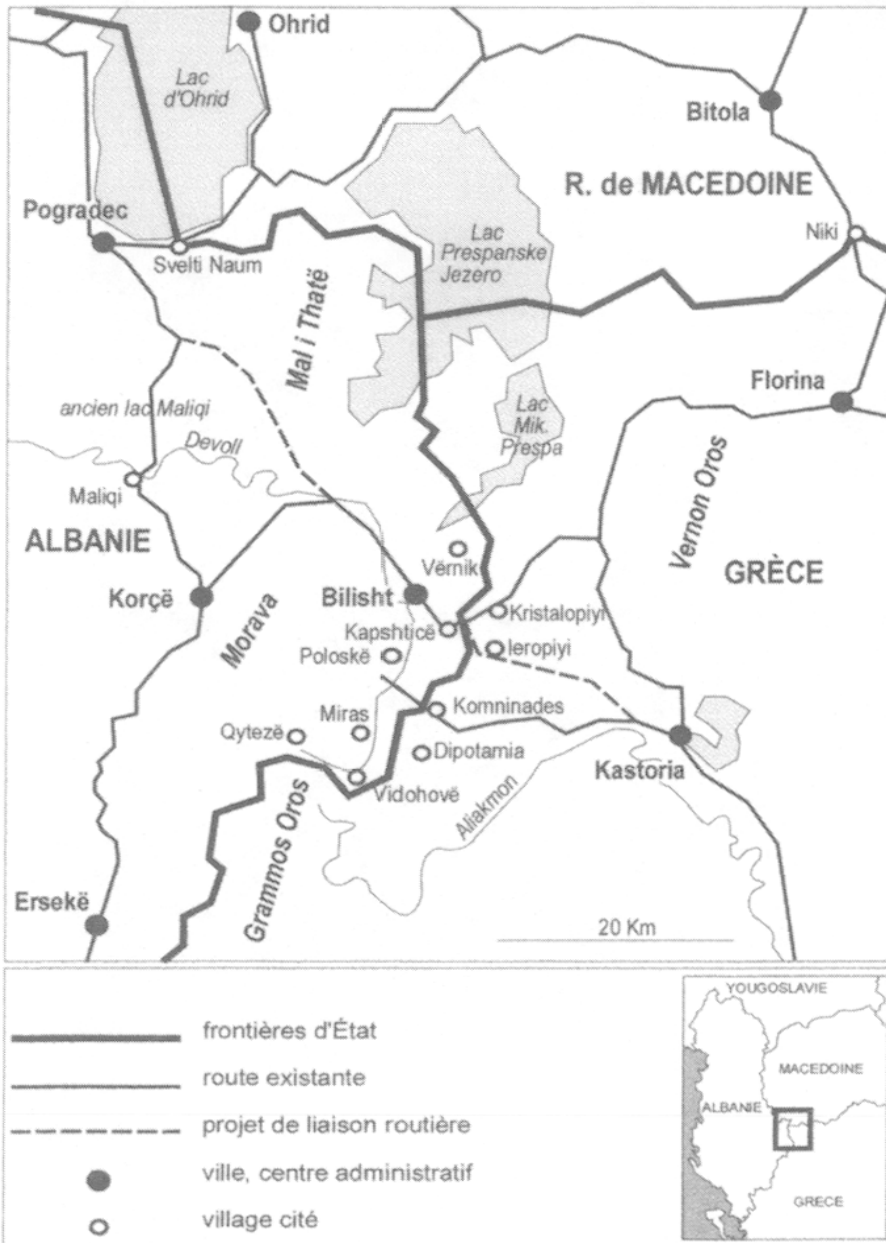 Ohrid
Lac
d'Ohrid
Bitola
R. de MACEDOINE
Pogradec
Niki
Svelti Naum
Lac
Prespanske
Jezero
Mal i Thatë
Florina
ancien lac Maliqi
Lac
Mik.
Prespa
Devoll
Vernon Oros
Maliqi
ALBANIE
Vërnik
GRÈCE
Korçë
Bilisht
Kristalopiyi
Morava
Kapshticë
Ieropiyi
Poloskë
Miras
Komninades
Qytezë
Dipotamia
Kastoria
Vidohovë
Aliakmon
Grammos Oros
Ersekë
20 Km
frontières d'État
route existante
projet de liaison routière
ville, centre administratif
village cité
YOUGOSLAVIE
MACEDOINE
ALBANIE
GRECE